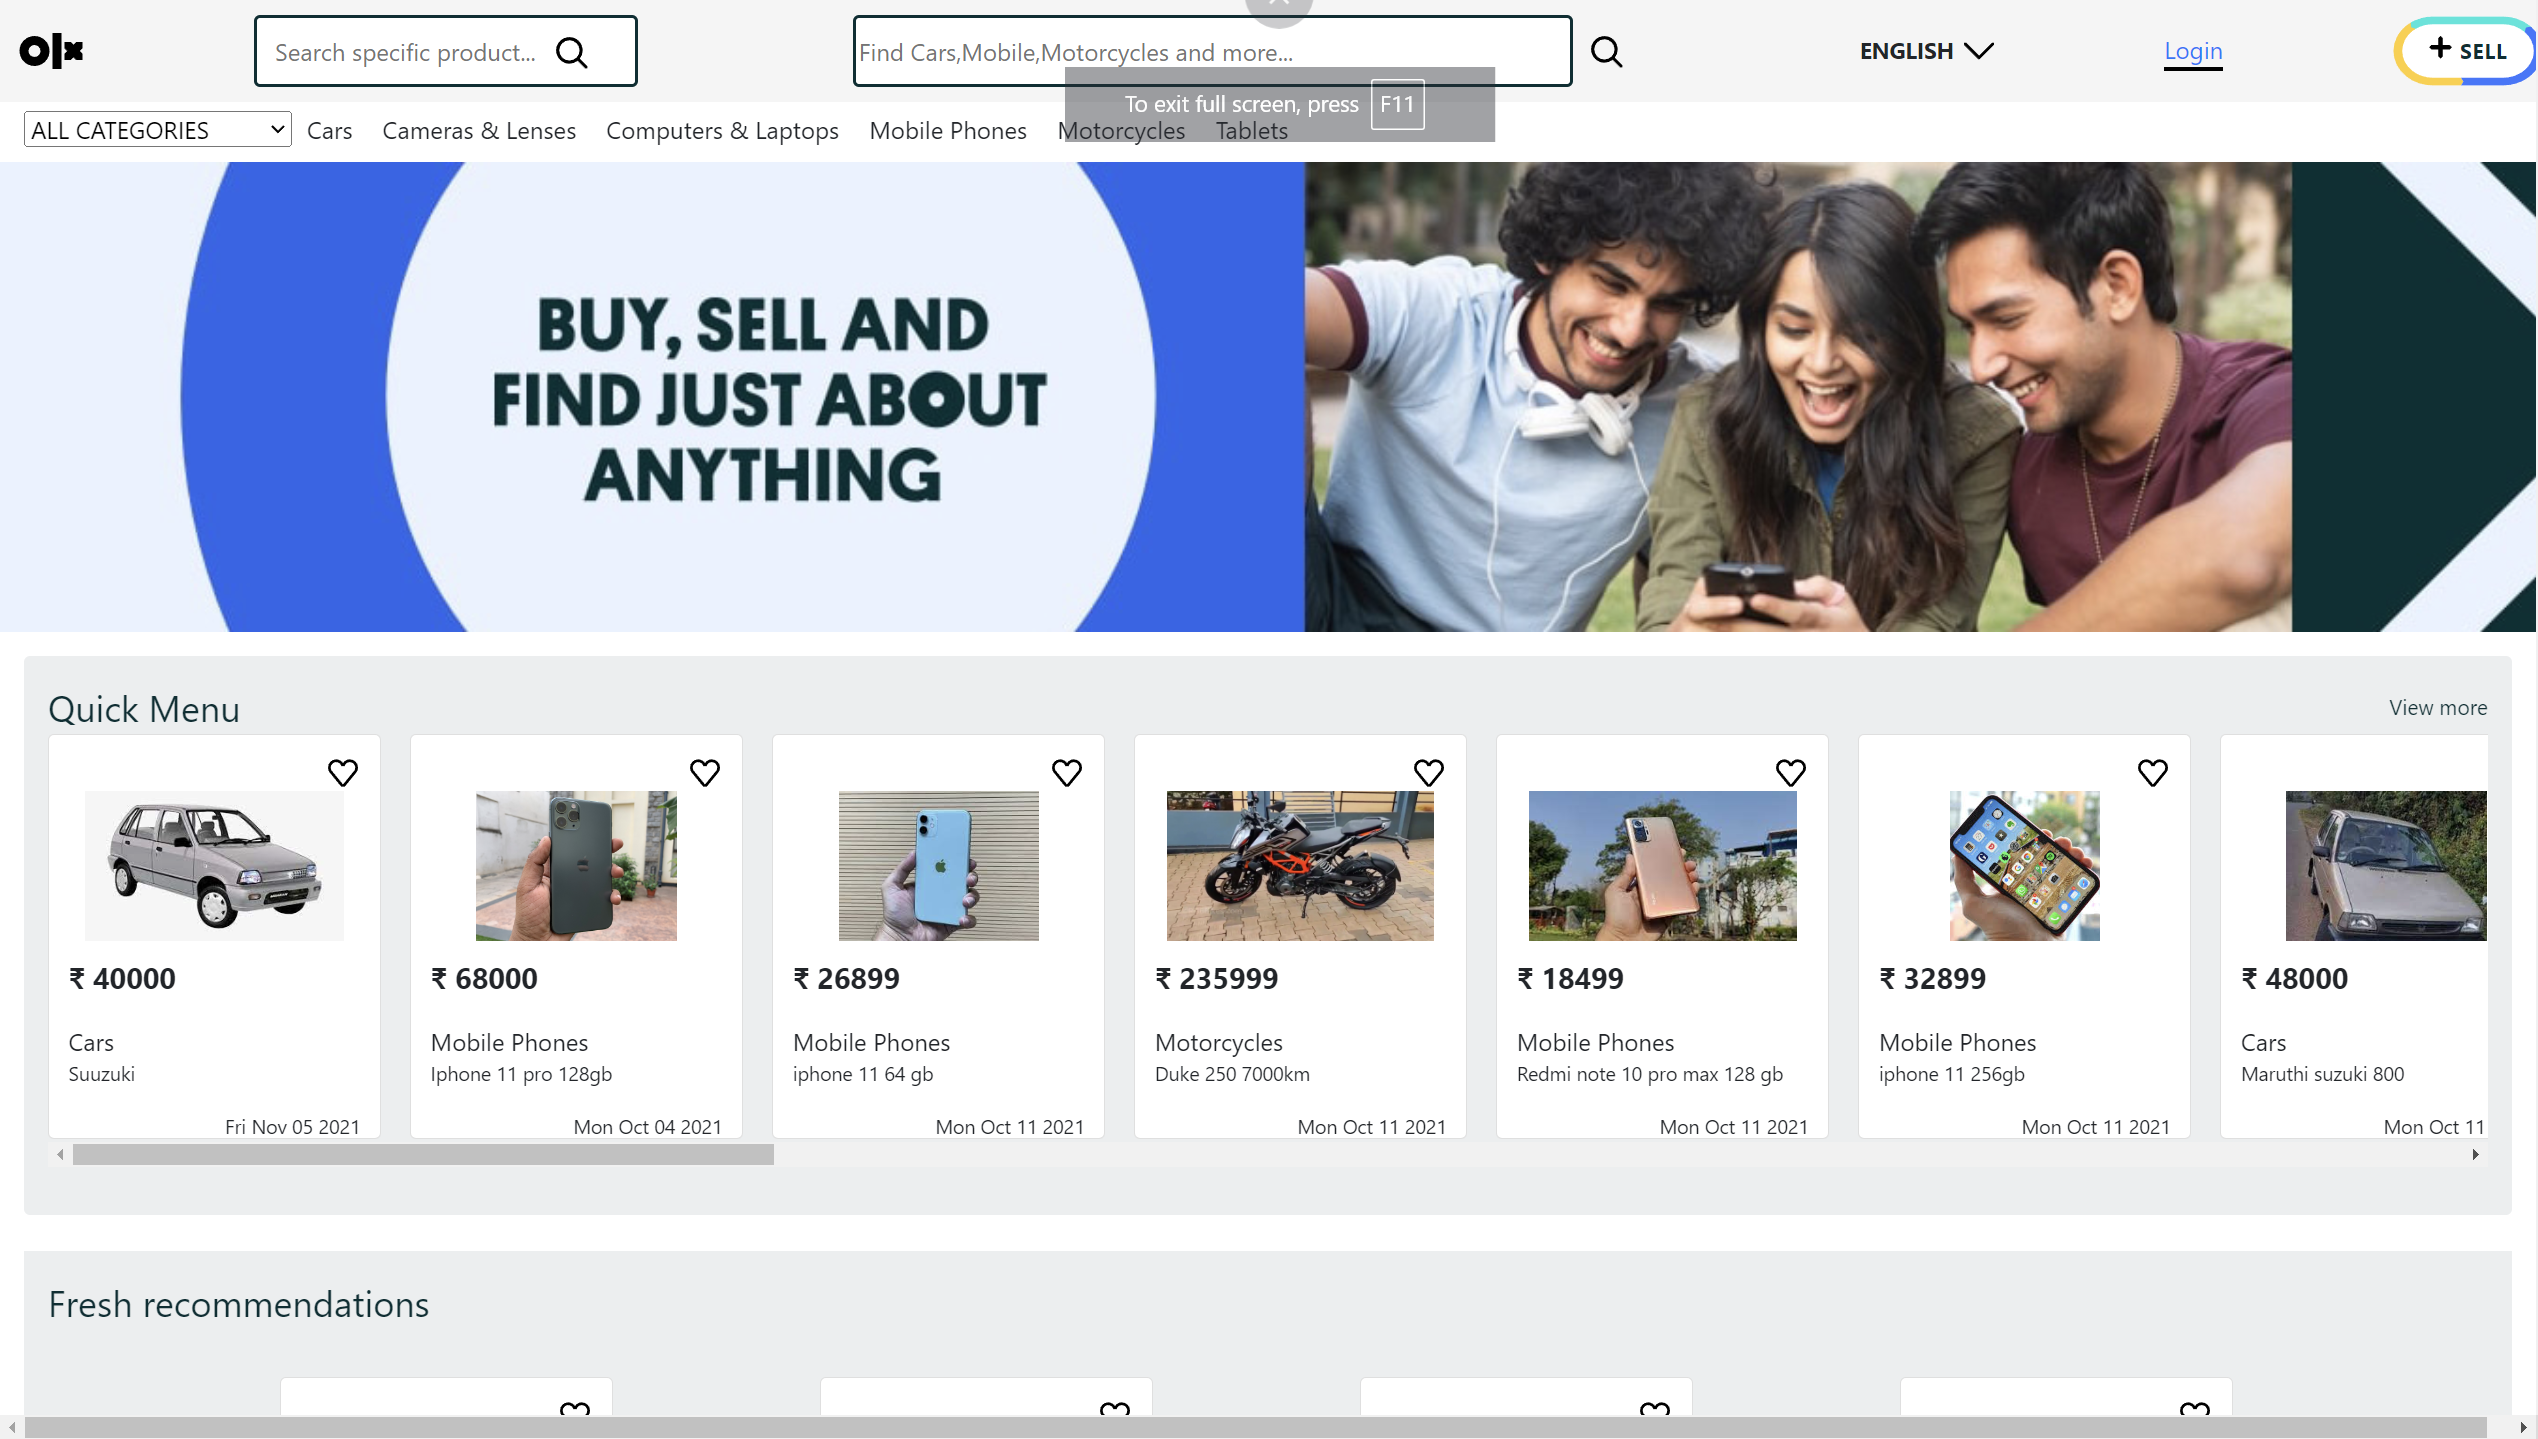 olx
Search specific product...
Find Cars,Mobile,Motorcycles and more...
ENGLISH
Login
+ SELL
To exit full screen, press F11
ALL CATEGORIES
Cars
Cameras & Lenses
Computers & Laptops
Mobile Phones
Motorcycles
Tablets
BUY, SELL AND
FIND JUST ABOUT
ANYTHING
Quick Menu
View more
₹ 40000
Cars
Suuzuki
Fri Nov 05 2021
₹ 68000
Mobile Phones
Iphone 11 pro 128gb
Mon Oct 04 2021
₹ 26899
Mobile Phones
iphone 11 64 gb
Mon Oct 11 2021
₹ 235999
Motorcycles
Duke 250 7000km
Mon Oct 11 2021
₹ 18499
Mobile Phones
Redmi note 10 pro max 128 gb
Mon Oct 11 2021
₹ 32899
Mobile Phones
iphone 11 256gb
Mon Oct 11 2021
₹ 48000
Cars
Maruthi suzuki 800
Mon Oct 11
Fresh recommendations